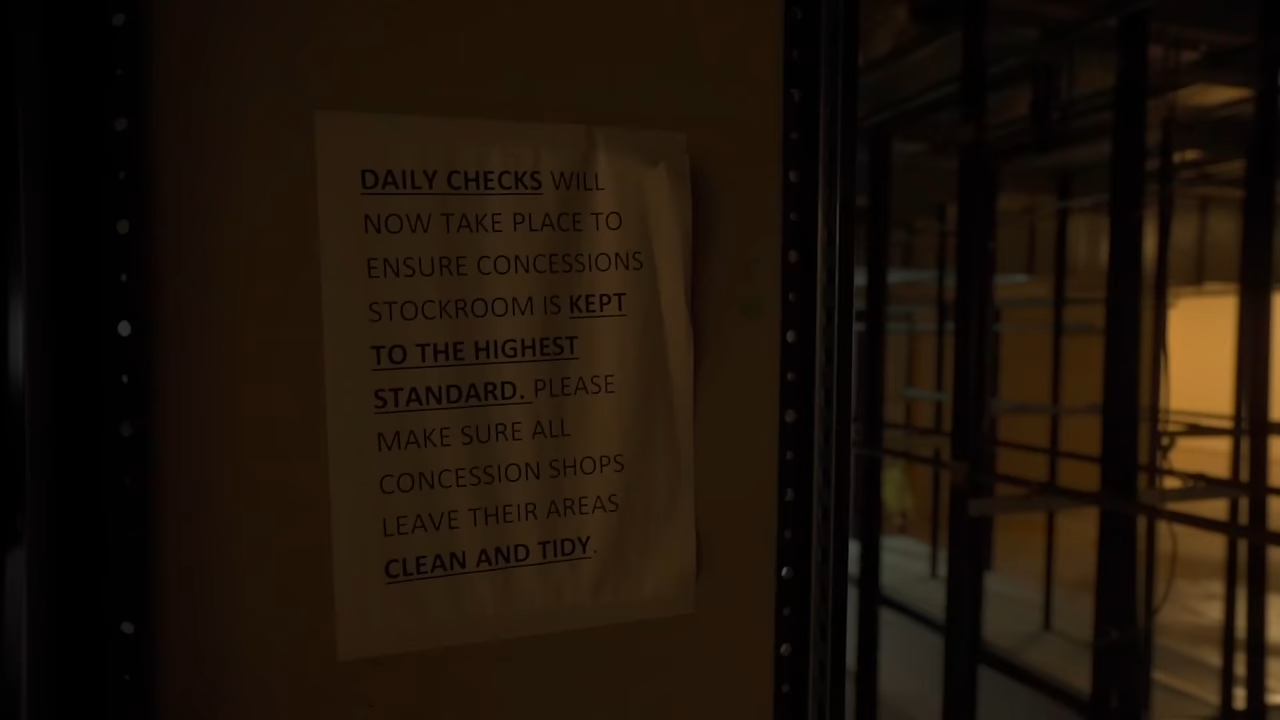 DAILY CHECKS WILL
NOW TAKE PLACE TO
ENSURE CONCESSIONS
STOCKROOM IS KEPT
TO THE HIGHEST
STANDARD. PLEASE
MAKE SURE ALL
CONCESSION SHOPS
LEAVE THEIR AREAS
CLEAN AND TIDY.